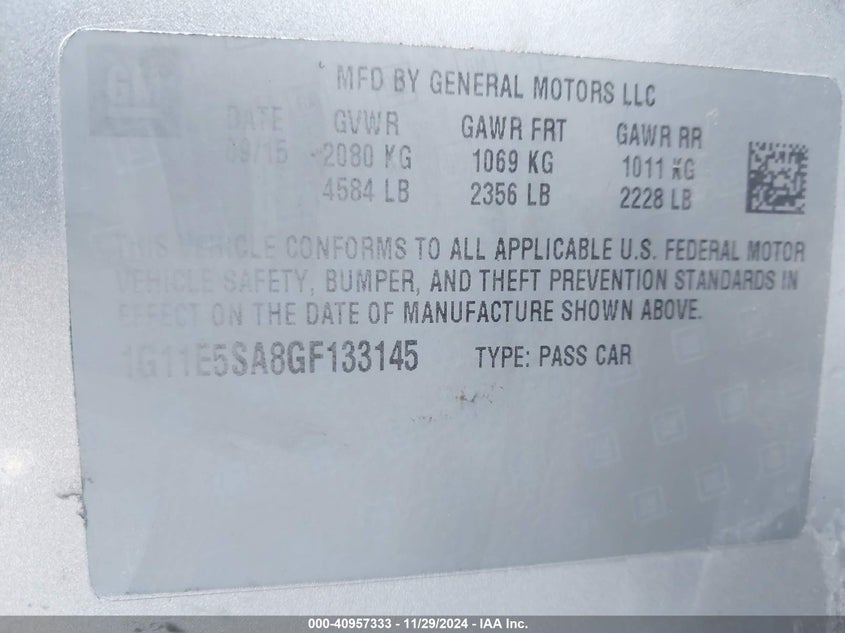 GM
MFD BY GENERAL MOTORS LLC
DATE GVWR GAWR FRT GAWR RR
09/15 2080 KG 1069 KG 1011 KG
4584 LB 2356 LB 2228 LB
THIS VEHICLE CONFORMS TO ALL APPLICABLE U.S. FEDERAL MOTOR
VEHICLE SAFETY, BUMPER, AND THEFT PREVENTION STANDARDS IN
EFFECT ON THE DATE OF MANUFACTURE SHOWN ABOVE.
1G11E5SA8GF133145 TYPE: PASS CAR
000-40957333 - 11/29/2024 - IAA Inc.